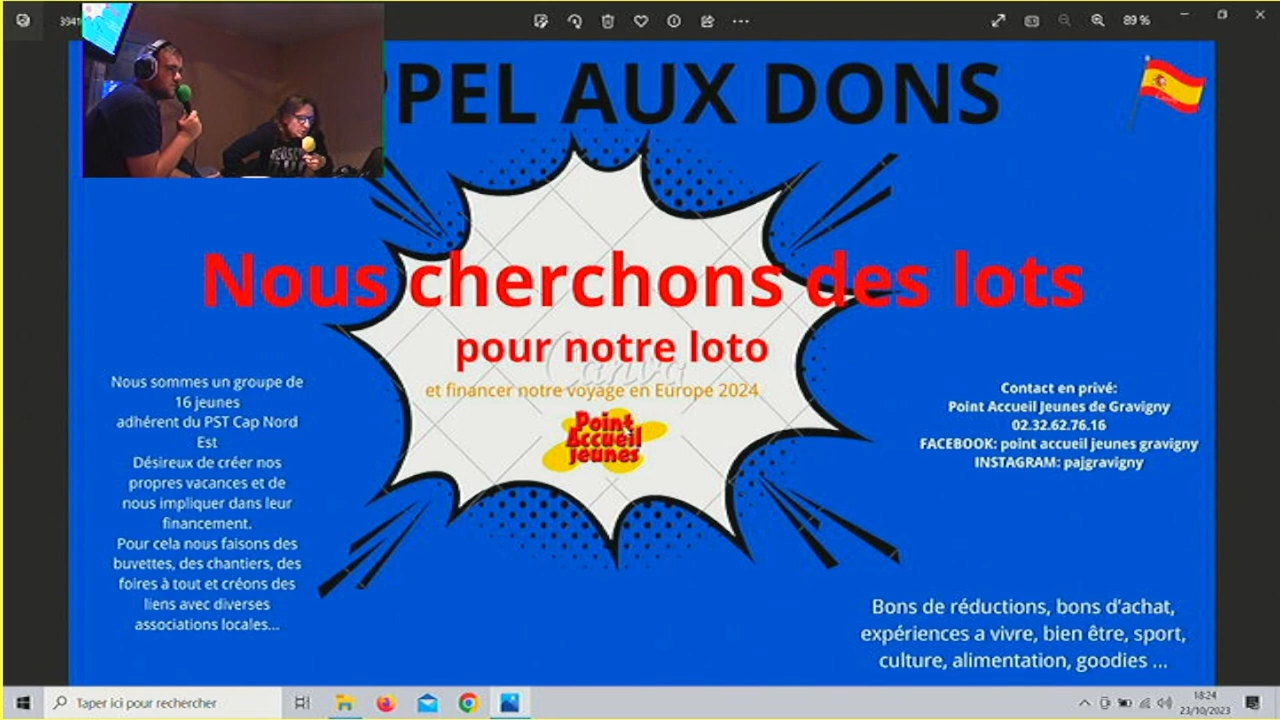 3941
89 %
PPEL AUX DONS
Nous cherchons des lots
pour notre loto
Canva
et financer notre voyage en Europe 2024
Point
Accueil
Jeunes
Nous sommes un groupe de
16 jeunes
adhérent du PST Cap Nord
Est
Désireux de créer nos
propres vacances et de
nous impliquer dans leur
financement.
Pour cela nous faisons des
buvettes, des chantiers, des
foires à tout et créons des
liens avec diverses
associations locales...
Contact en privé:
Point Accueil Jeunes de Gravigny
02.32.62.76.16
FACEBOOK: point accueil jeunes gravigny
INSTAGRAM: pajgravigny
Bons de réductions, bons d'achat,
expériences a vivre, bien être, sport,
culture, alimentation, goodies ...
Taper ici pour rechercher
18:24
23/10/2023